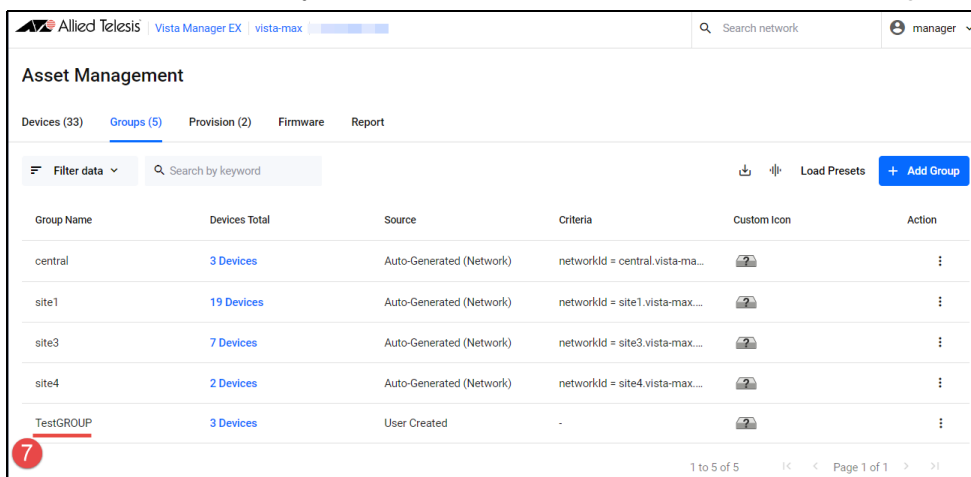 Allied Telesis Vista Manager EX vista-max Search network manager
Asset Management
Devices (33) Groups (5) Provision (2) Firmware Report
Filter data Search by keyword Load Presets + Add Group
Group Name Devices Total Source Criteria Custom Icon Action
central 3 Devices Auto-Generated (Network) networkId = central.vista-ma... ?
site1 19 Devices Auto-Generated (Network) networkId = site1.vista-max.... ?
site3 7 Devices Auto-Generated (Network) networkId = site3.vista-max.... ?
site4 2 Devices Auto-Generated (Network) networkId = site4.vista-max.... ?
TestGROUP 3 Devices User Created - ?
7
1 to 5 of 5 Page 1 of 1